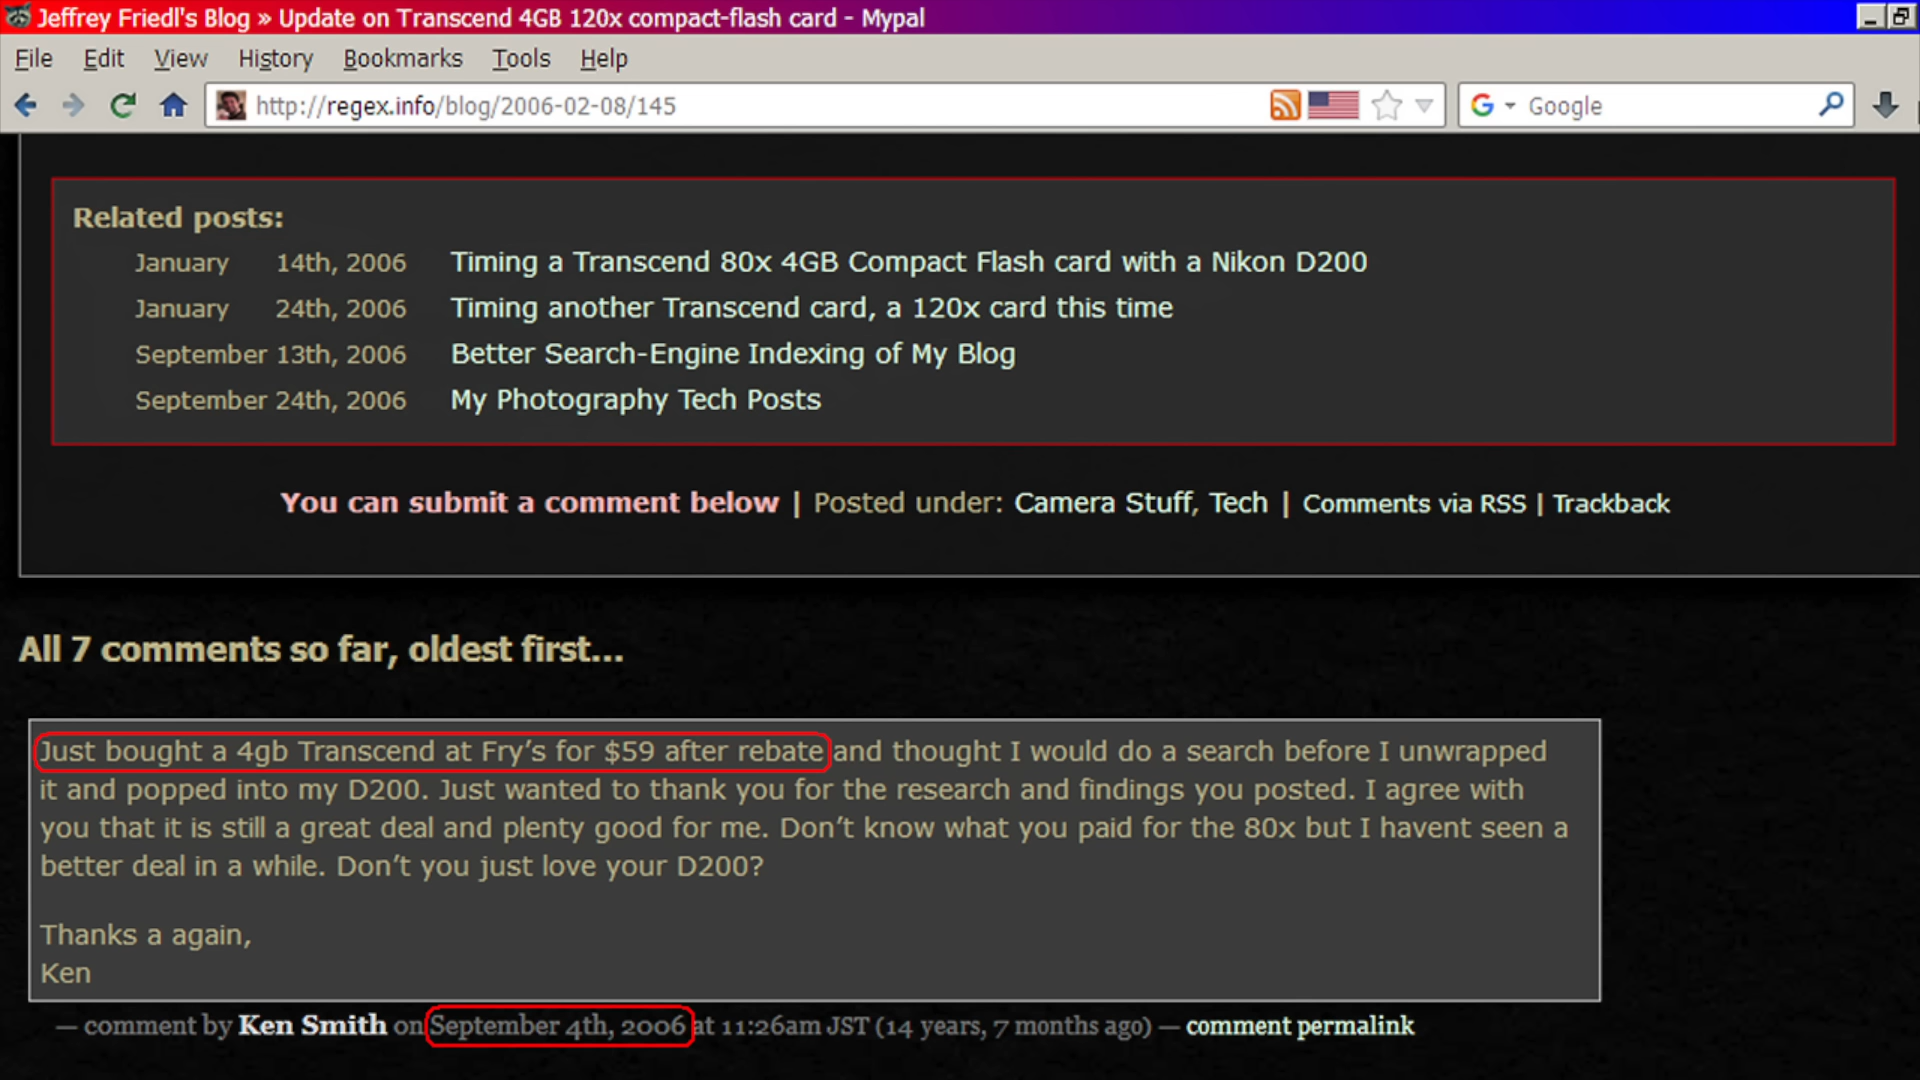 Jeffrey Friedl's Blog » Update on Transcend 4GB 120x compact-flash card - Mypal
File Edit View History Bookmarks Tools Help
http://regex.info/blog/2006-02-08/145 Google
Related posts:
January 14th, 2006 Timing a Transcend 80x 4GB Compact Flash card with a Nikon D200
January 24th, 2006 Timing another Transcend card, a 120x card this time
September 13th, 2006 Better Search-Engine Indexing of My Blog
September 24th, 2006 My Photography Tech Posts
You can submit a comment below | Posted under: Camera Stuff, Tech | Comments via RSS | Trackback
All 7 comments so far, oldest first...
Just bought a 4gb Transcend at Fry’s for $59 after rebate and thought I would do a search before I unwrapped
it and popped into my D200. Just wanted to thank you for the research and findings you posted. I agree with
you that it is still a great deal and plenty good for me. Don’t know what you paid for the 80x but I havent seen a
better deal in a while. Don’t you just love your D200?
Thanks a again,
Ken
— comment by Ken Smith on September 4th, 2006 at 11:26am JST (14 years, 7 months ago) — comment permalink